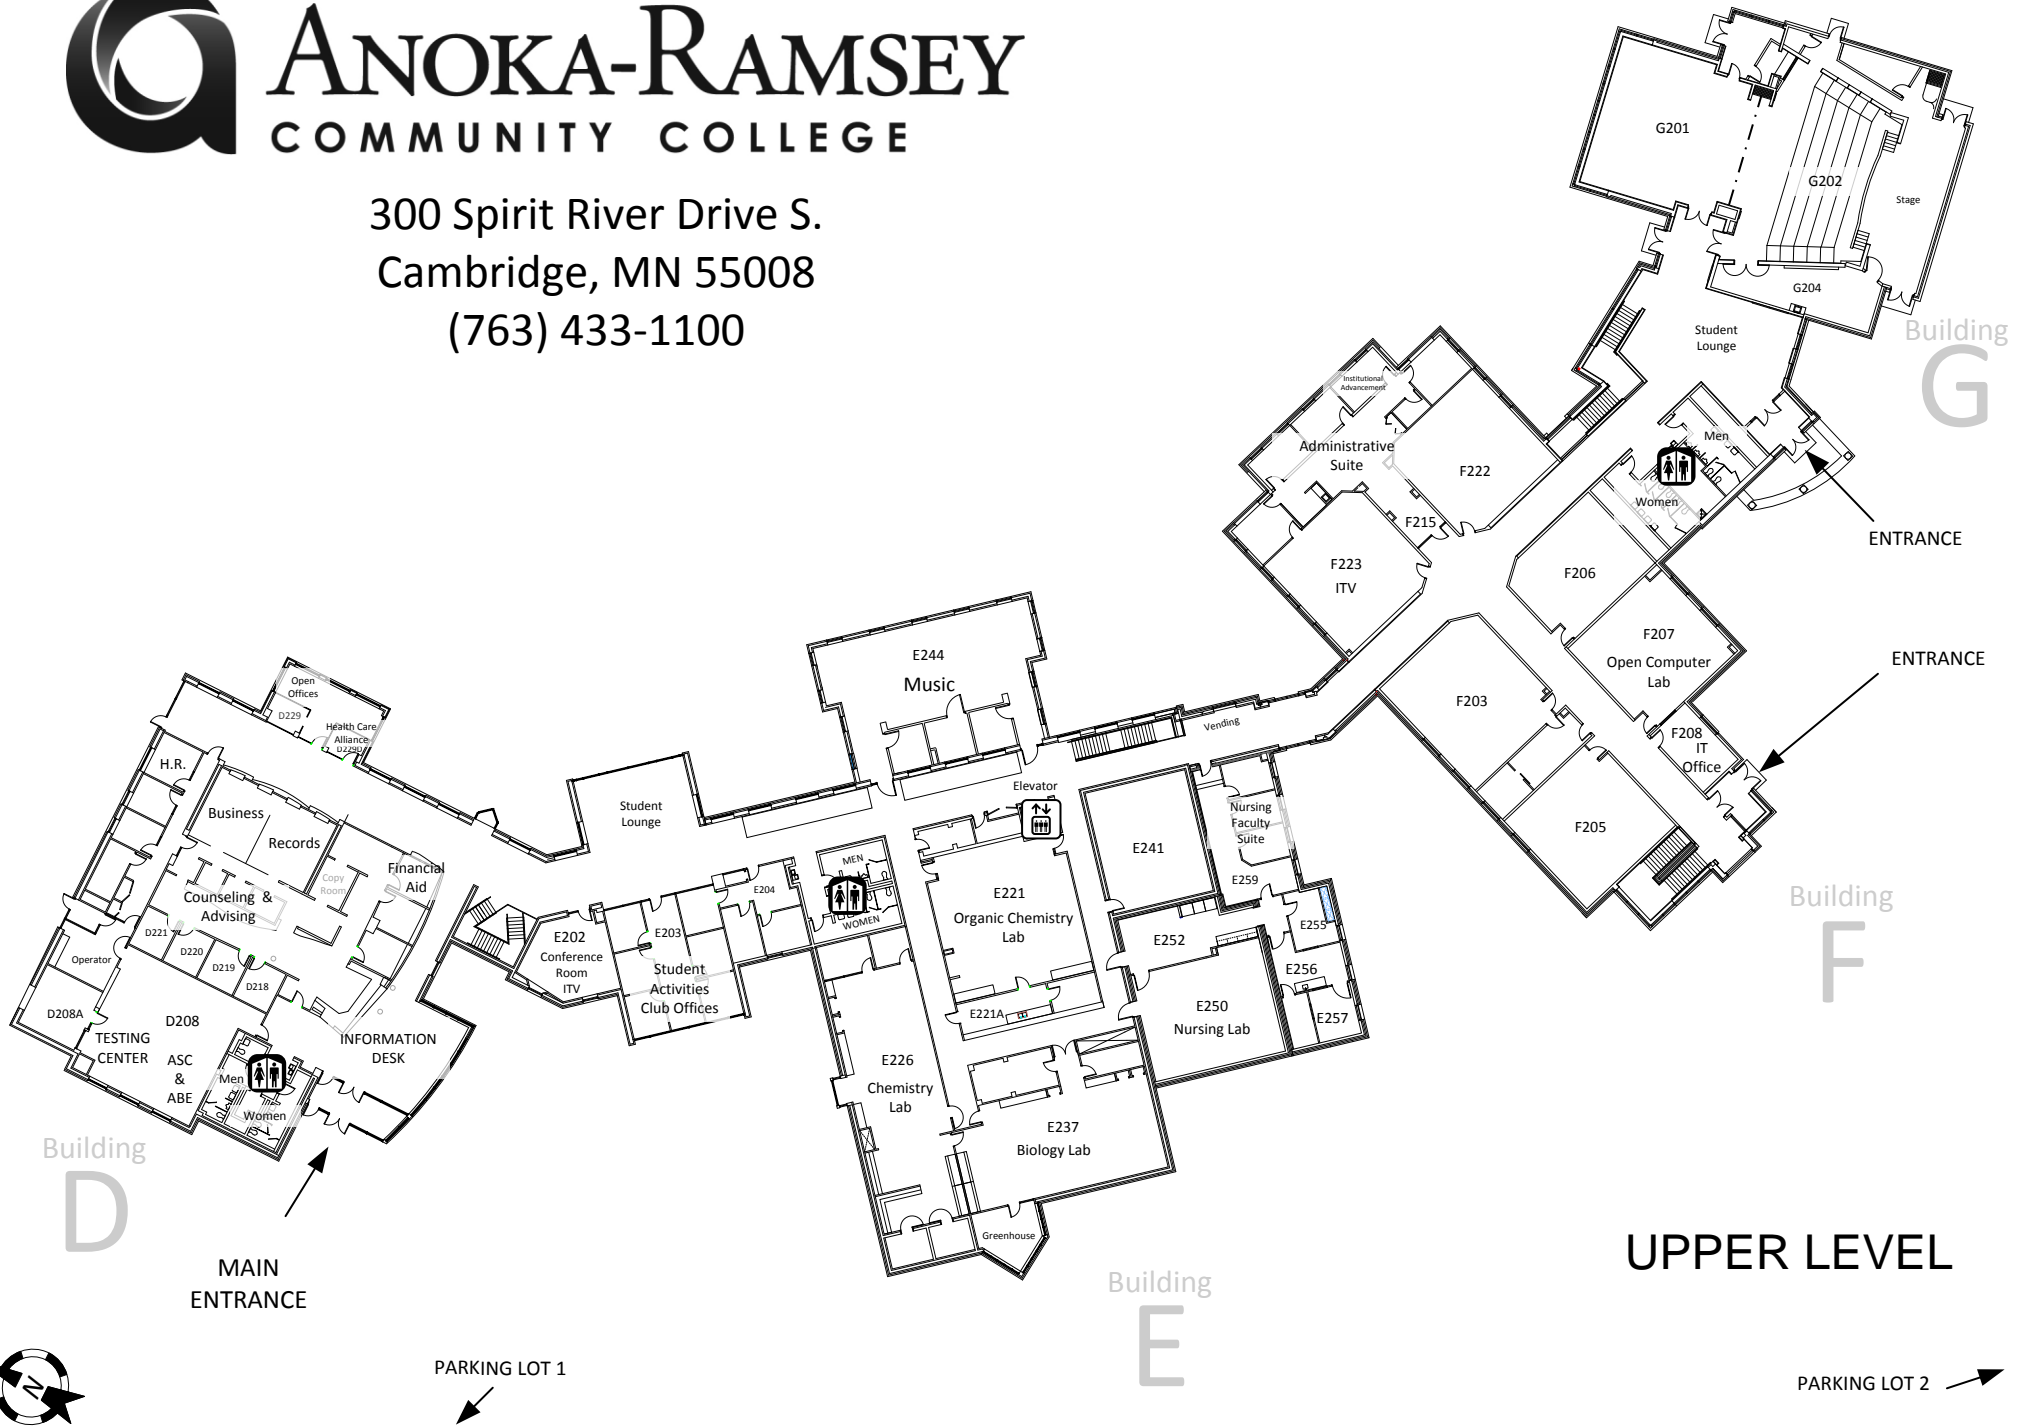 ANOKA-RAMSEY
COMMUNITY COLLEGE
300 Spirit River Drive S.
Cambridge, MN 55008
(763) 433-1100
G201
G202
Stage
G204
Student
Lounge
Building
G
Institutional
Advancement
Administrative
Suite
F222
F215
F223
ITV
Men
Women
ENTRANCE
F206
F207
Open Computer
Lab
ENTRANCE
F203
F208
IT
Office
F205
Building
F
E244
Music
Vending
Elevator
Student
Lounge
Nursing
Faculty
Suite
E241
E259
E204
MEN
WOMEN
E221
Organic Chemistry
Lab
E202
Conference
Room
ITV
E203
Student
Activities
Club Offices
E252
E255
E256
E257
E250
Nursing Lab
E221A
E226
Chemistry
Lab
E237
Biology Lab
Greenhouse
Building
E
Open
Offices
D229
Health Care
Alliance
D229D
H.R.
Business
Records
Copy
Room
Financial
Aid
Counseling &
Advising
D221
D220
D219
D218
Operator
D208A
TESTING
CENTER
D208
ASC
&
ABE
INFORMATION
DESK
Men
Women
Building
D
MAIN
ENTRANCE
UPPER LEVEL
N
PARKING LOT 1
PARKING LOT 2